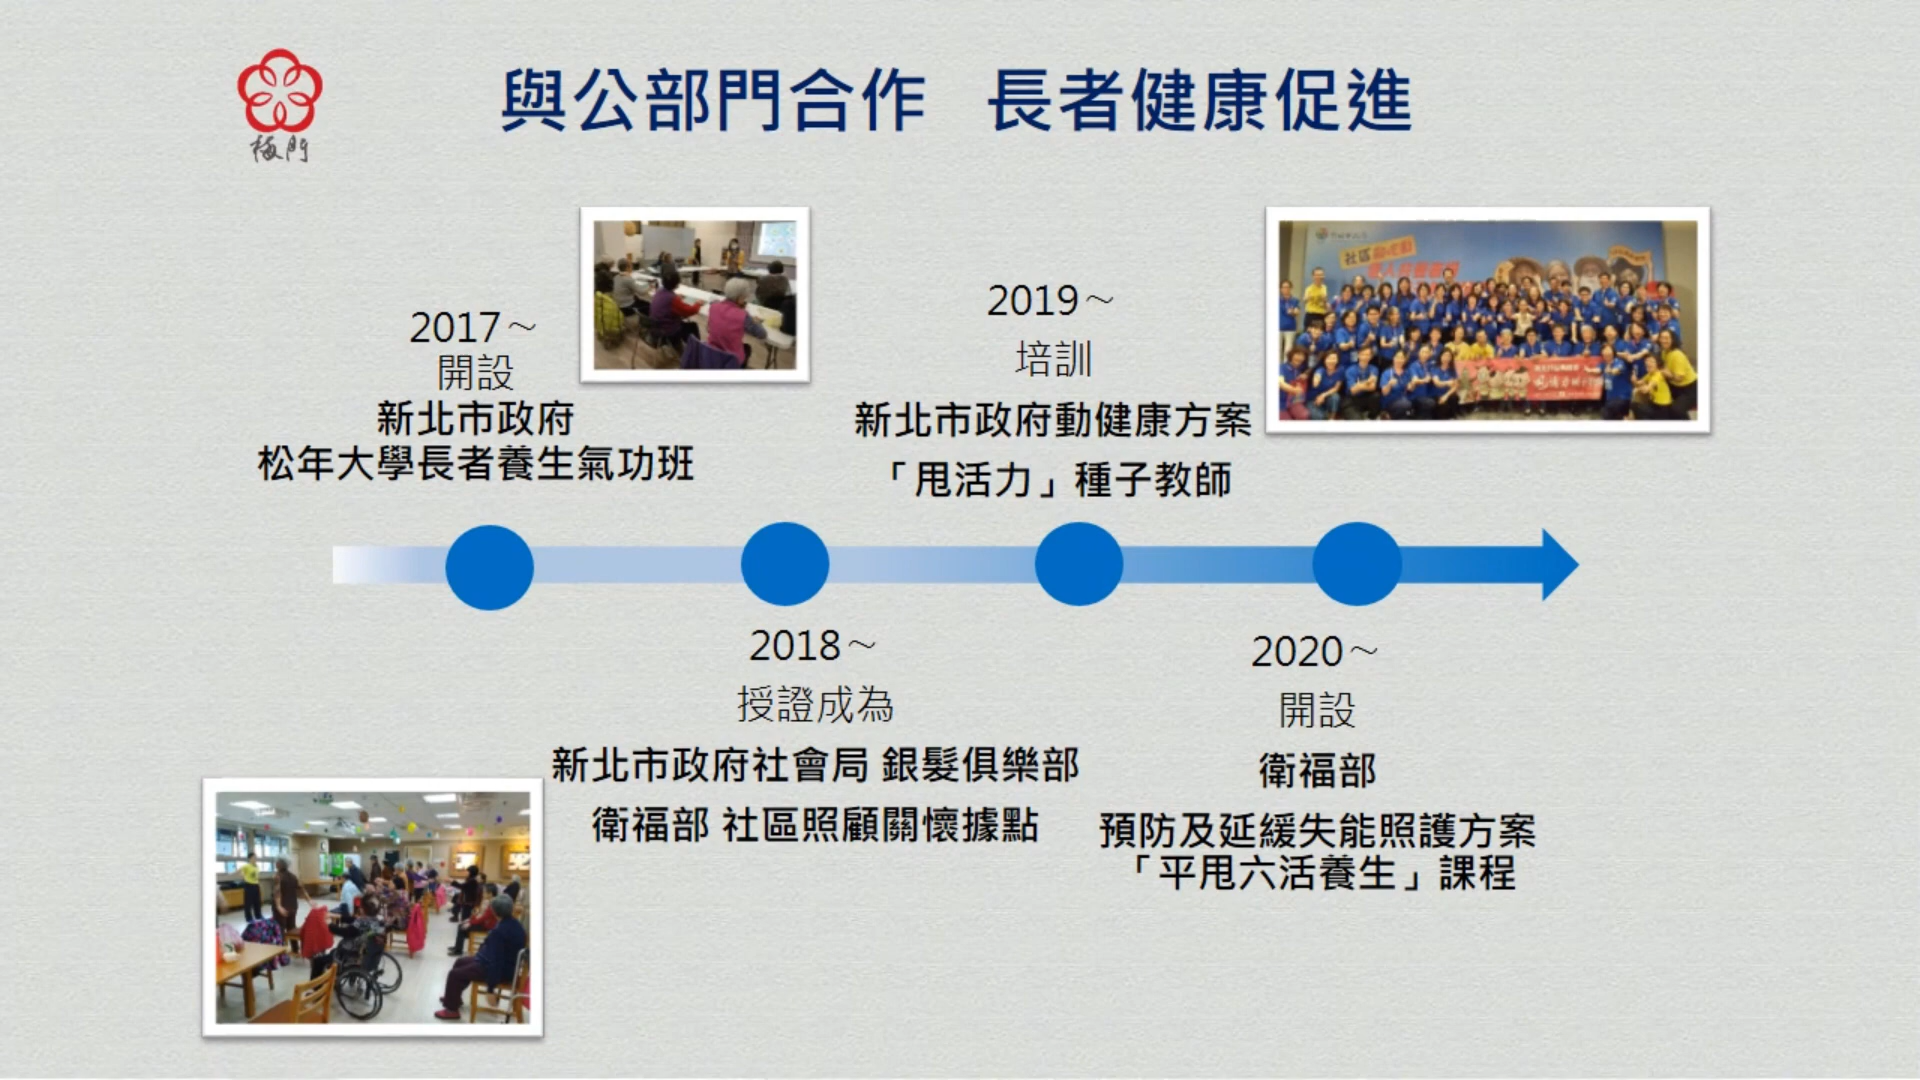 梅門
與公部門合作 長者健康促進
2017～
開設
新北市政府
松年大學長者養生氣功班
2019～
培訓
新北市政府動健康方案
「甩活力」種子教師
社區
2018～
授證成為
新北市政府社會局 銀髮俱樂部
衛福部 社區照顧關懷據點
2020～
開設
衛福部
預防及延緩失能照護方案
「平甩六活養生」課程